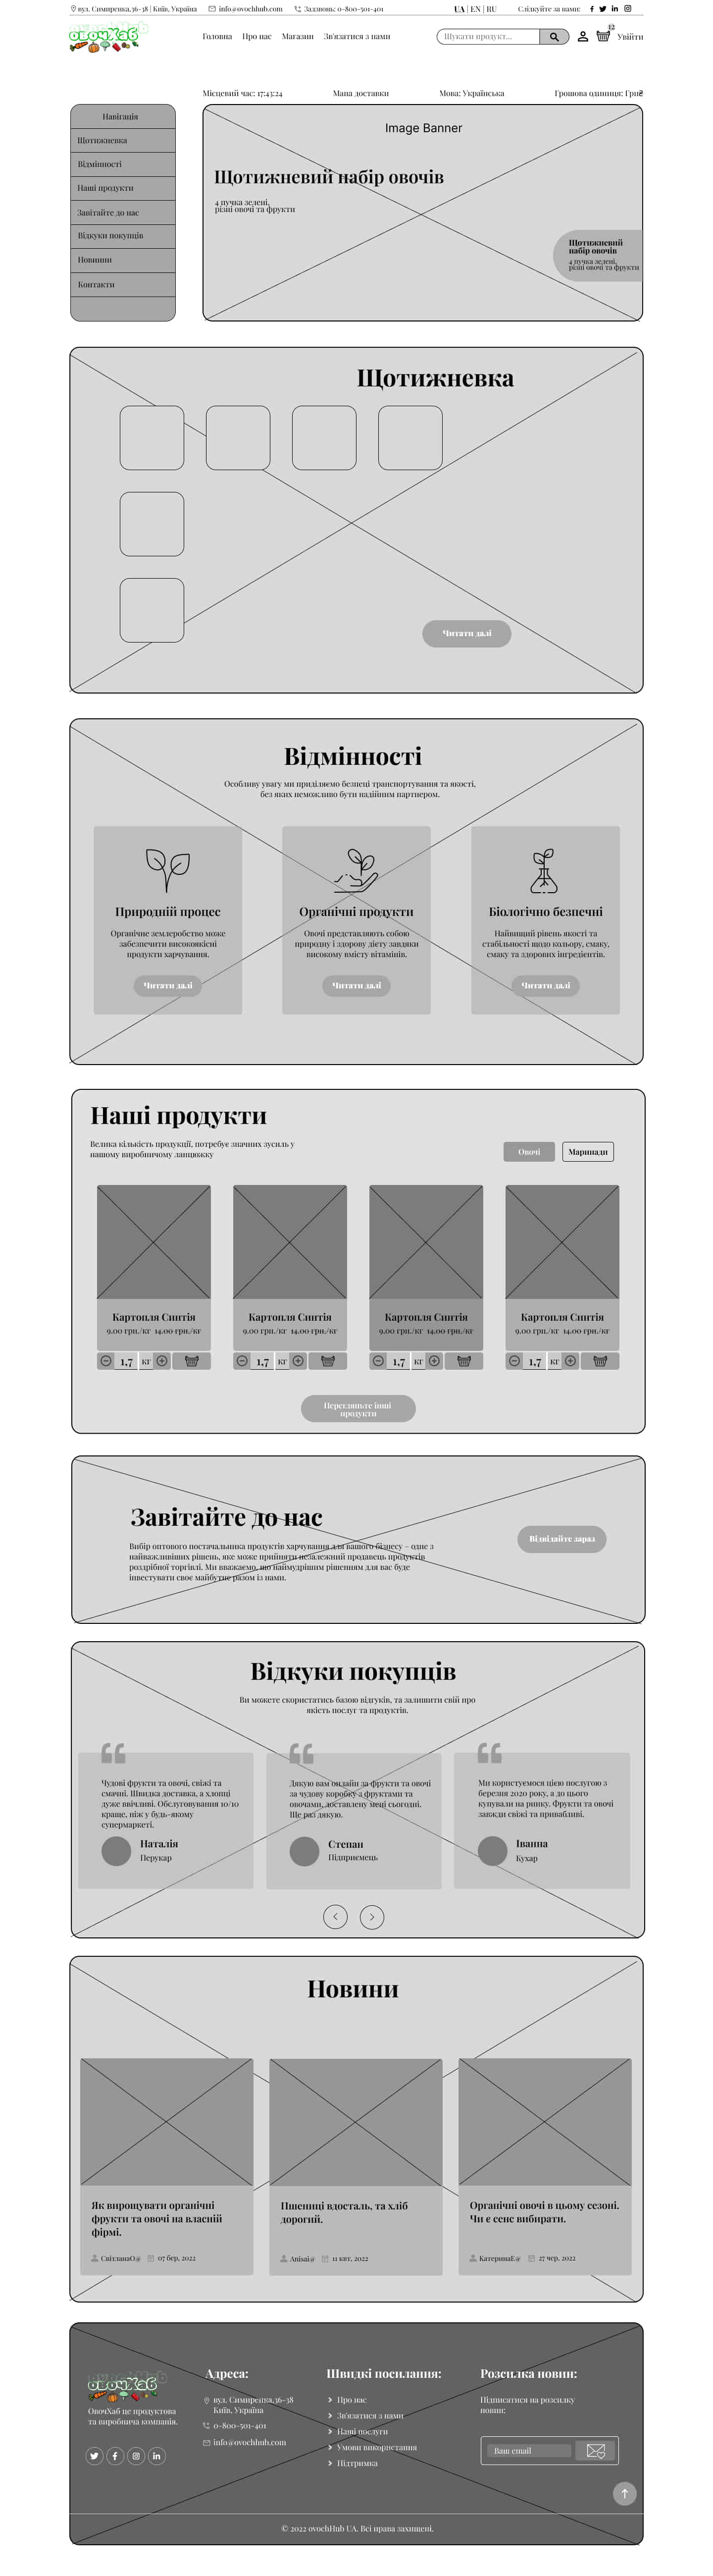 вул. Симиренка,36-38 | Київ, Україна
info@ovochhub.com
Задзвонь: 0-800-501-401
UA | EN | RU
Слідкуйте за нами:
овочХаб
Головна
Про нас
Магазин
Зв'язатися з нами
Шукати продукт...
12
Увійти
Місцевий час: 17:43:24
Мапа доставки
Мова: Українська
Грошова одиниця: Грн₴
Навігація
Щотижневка
Відмінності
Наші продукти
Завітайте до нас
Відкуки покупців
Новинии
Контакти
Image Banner
Щотижневий набір овочів
4 пучка зелені,
різні овочі та фрукти
Щотижневий
набір овочів
4 пучка зелені,
різні овочі та фрукти
Щотижневка
Читати далі
Відмінності
Особливу увагу ми приділяємо безпеці транспортування та якості,
без яких неможливо бути надійним партнером.
Природній процес
Органічне землеробство може
забезпечити високоякісні
продукти харчування.
Читати далі
Органічні продукти
Овочі представляють собою
природну і здорову дієту завдяки
високому вмісту вітамінів.
Читати далі
Біологічно безпечні
Найвищий рівень якості та
стабільності щодо кольору, смаку,
смаку та здорових інгредієнтів.
Читати далі
Наші продукти
Велика кількість продукції, потребує значних зусиль у
нашому виробничому ланцюжку
Овочі
Маринади
Картопля Синтія
9.00 грн./кг 14.00 грн./кг
1,7
кг
Картопля Синтія
9.00 грн./кг 14.00 грн./кг
1,7
кг
Картопля Синтія
9.00 грн./кг 14.00 грн./кг
1,7
кг
Картопля Синтія
9.00 грн./кг 14.00 грн./кг
1,7
кг
Перегляньте інші
продукти
Завітайте до нас
Вибір оптового постачальника продуктів харчування для вашого бізнесу – одне з
найважливіших рішень, яке може прийняти незалежний продавець продуктів
роздрібної торгівлі. Ми вважаємо, що наймудрішим рішенням для вас буде
інвестувати своє майбутнє разом із нами.
Відвідайте зараз
Відкуки покупців
Ви можете скористатись базою відгуків, та залишити свій про
якість послуг та продуктів.
Чудові фрукти та овочі, свіжі та
смачні. Швидка доставка, а хлопці
дуже ввічливі. Обслуговування 10/10
краще, ніж у будь-якому
супермаркеті.
Наталія
Перукар
Дякую вам онлайн за фрукти та овочі
за чудову коробку з фруктами та
овочами, доставлену мені сьогодні.
Ще раз дякую.
Степан
Підприємець
Ми користуємося цією послугою з
березня 2020 року, а до цього
купували на ринку. Фрукти та овочі
завжди свіжі та привабливі.
Іванна
Кухар
Новини
Як вирощувати органічні
фрукти та овочі на власній
фірмі.
СвітланаО@
07 бер, 2022
Пшениці вдосталь, та хліб
дорогий.
Anisai@
11 квт, 2022
Органічні овочі в цьому сезоні.
Чи є сенс вибирати.
КатеринаЕ@
27 чер, 2022
овочХаб
ОвочХаб це продуктова
та виробнича компанія.
Адреса:
вул. Симиренка,36-38
Київ, Україна
0-800-501-401
info@ovochhub.com
Швидкі посилання:
Про нас
Зв'язатися з нами
Наші послуги
Умови використання
Підтримка
Розсилка новин:
Підписатися на розсилку
новин:
Ваш email
© 2022 ovochHub UA. Всі права захищені.